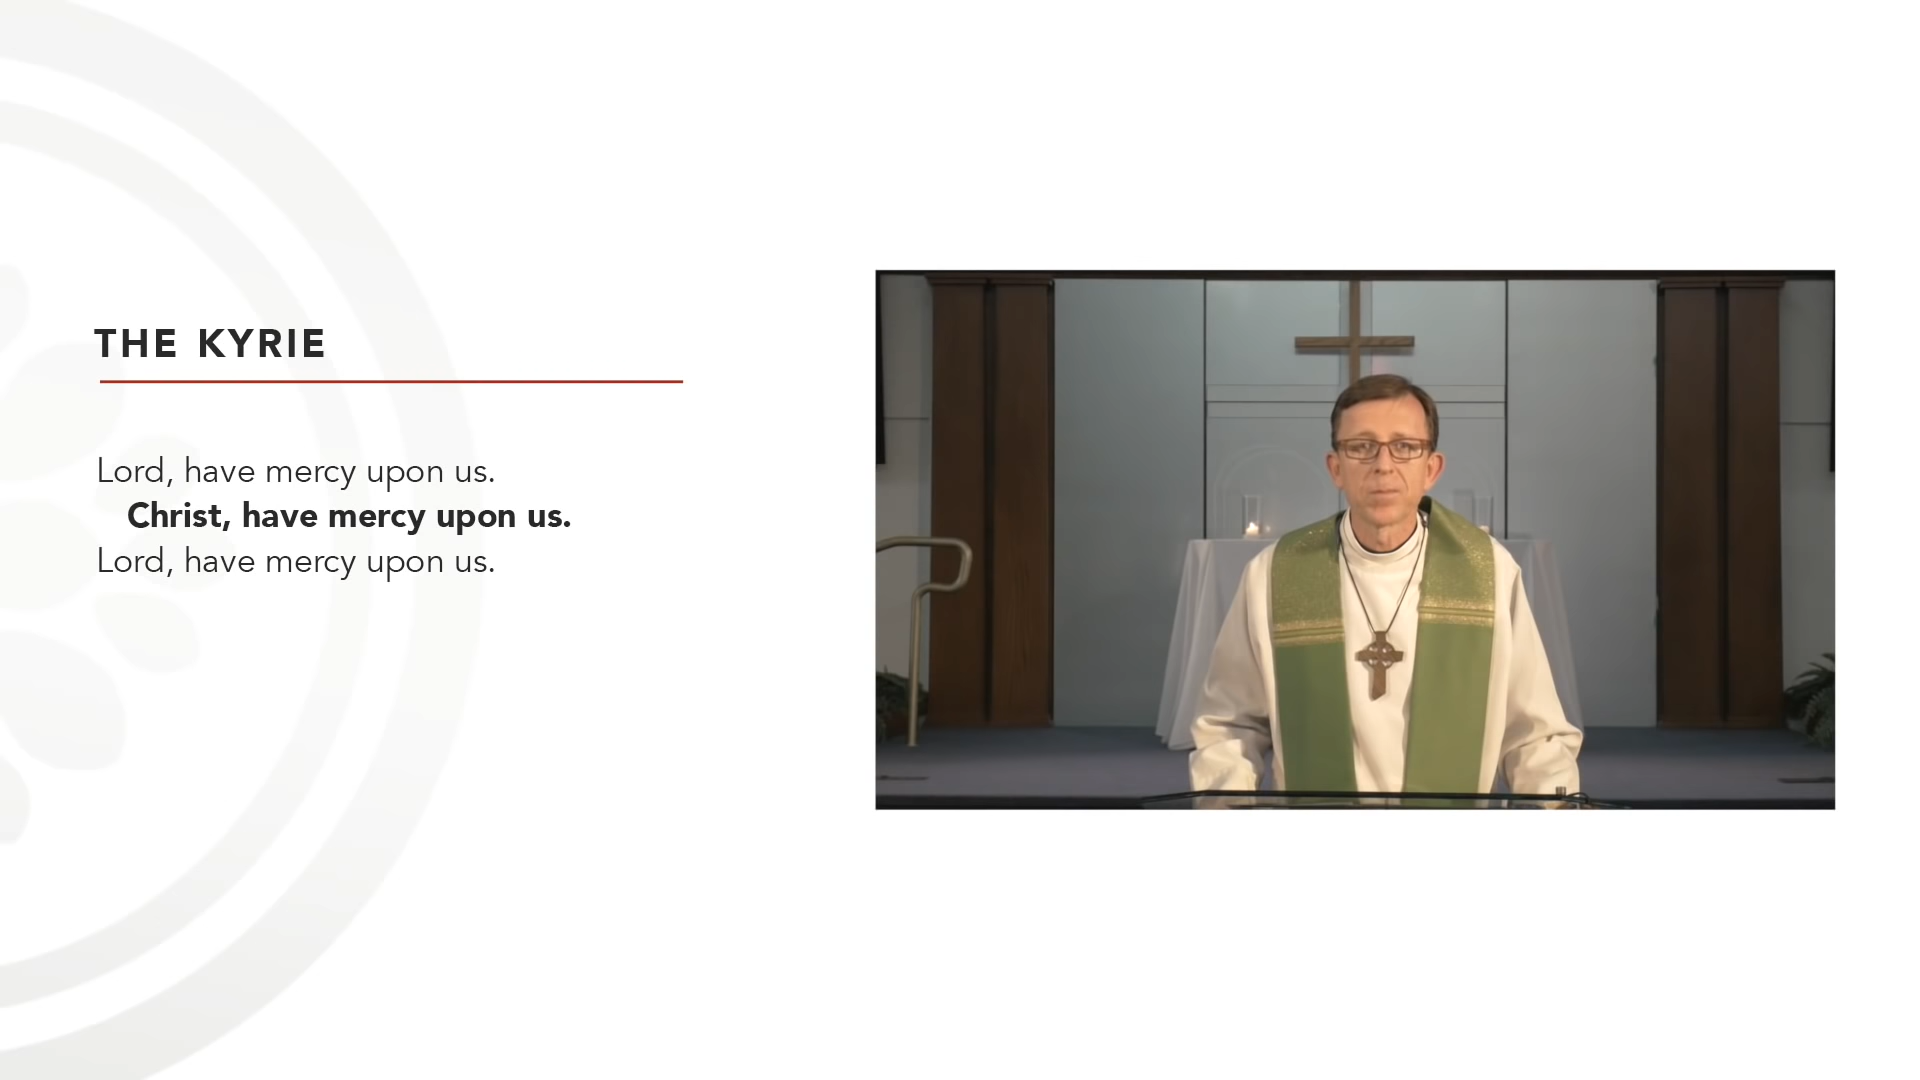 THE KYRIE
Lord, have mercy upon us.
Christ, have mercy upon us.
Lord, have mercy upon us.